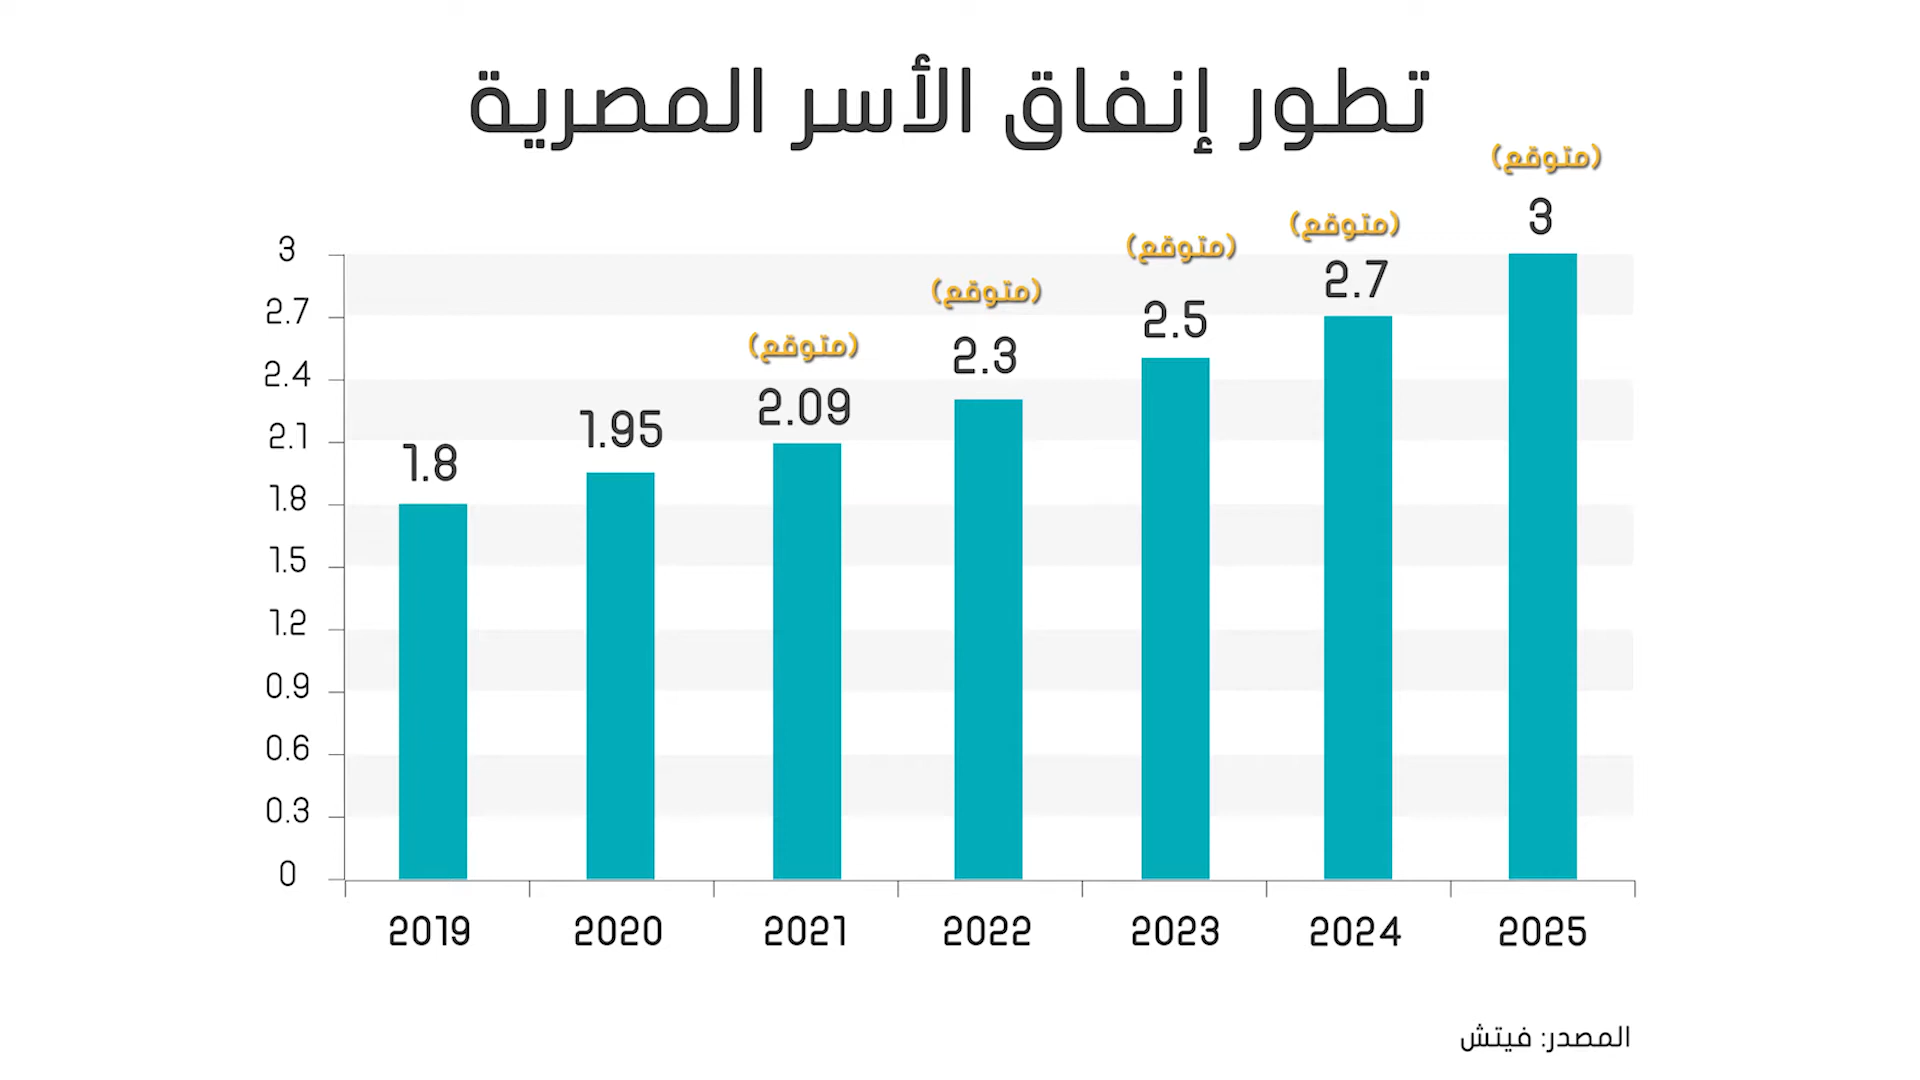 تطور إنفاق الأسر المصرية
(متوقع)
3
(متوقع)
2.7
(متوقع)
2.5
(متوقع)
2.3
(متوقع)
2.09
1.95
1.8
3
2.7
2.4
2.1
1.8
1.5
1.2
0.9
0.6
0.3
0
2019 2020 2021 2022 2023 2024 2025
المصدر: فيتش